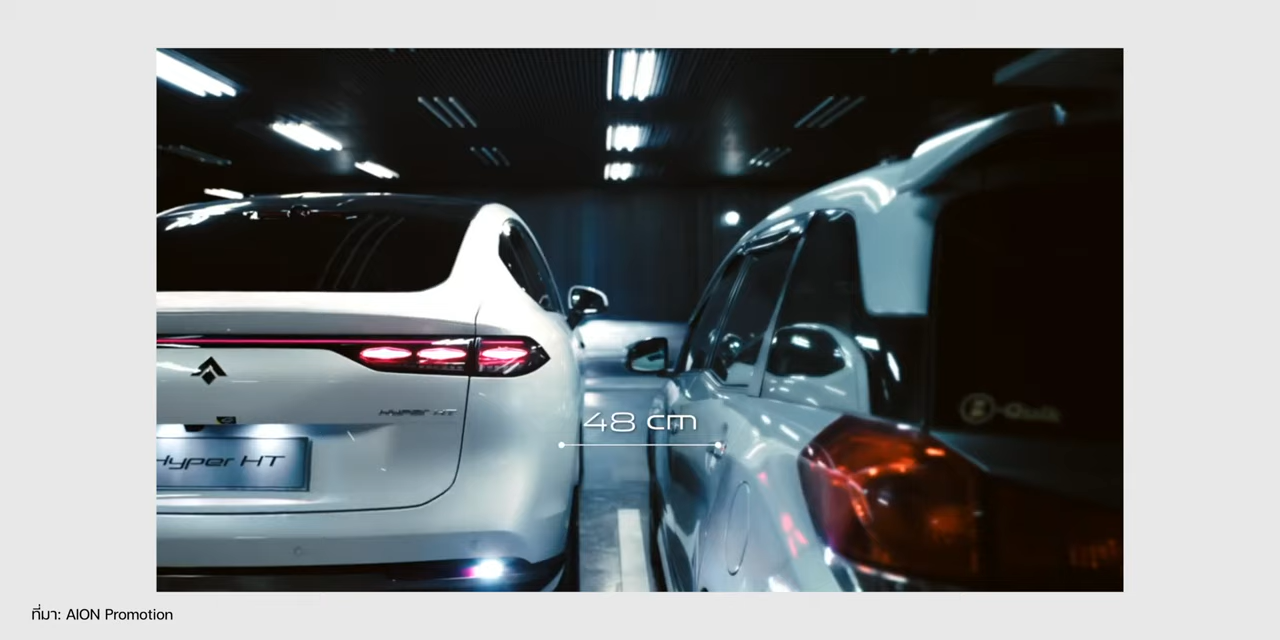 HYPER HT
48 cm
Hyper HT
ที่มา: AION Promotion